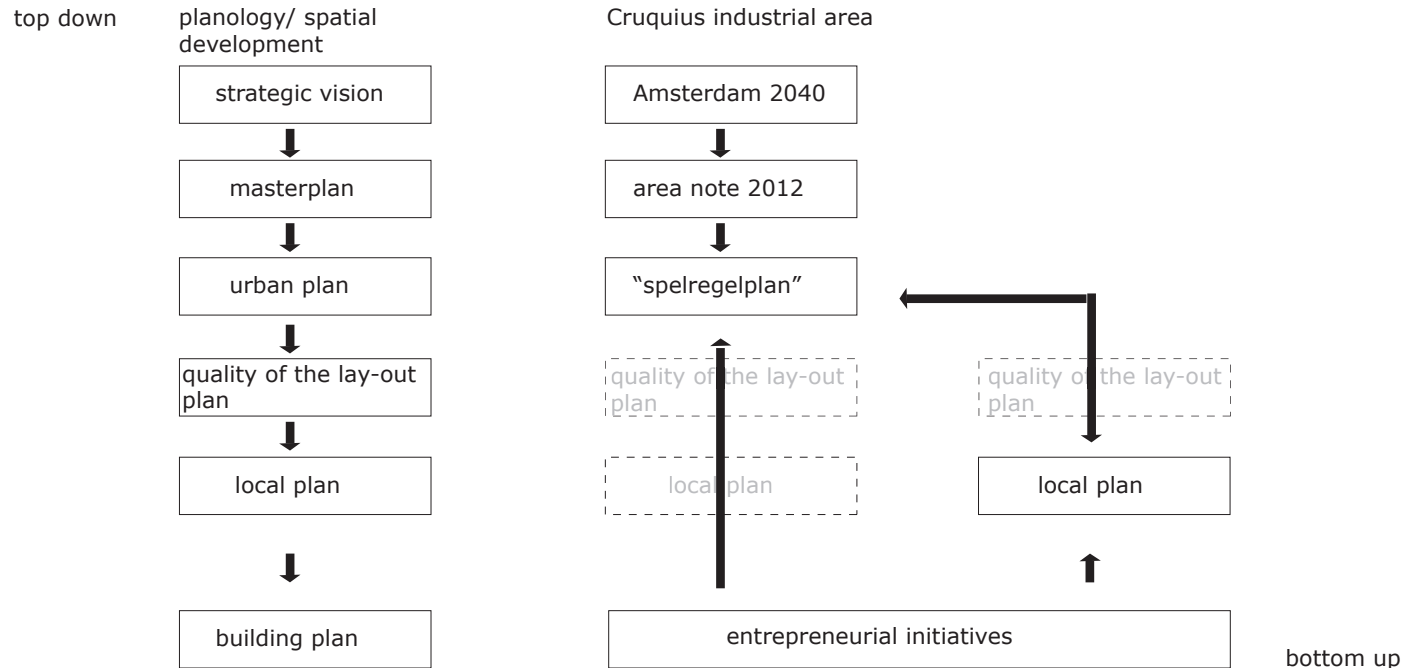 top down
planology/ spatial
development
Cruquius industrial area
strategic vision
Amsterdam 2040
masterplan
area note 2012
urban plan
“spelregelplan”
quality of the lay-out
plan
quality of the lay-out
plan
quality of the lay-out
plan
local plan
local plan
local plan
building plan
entrepreneurial initiatives
bottom up